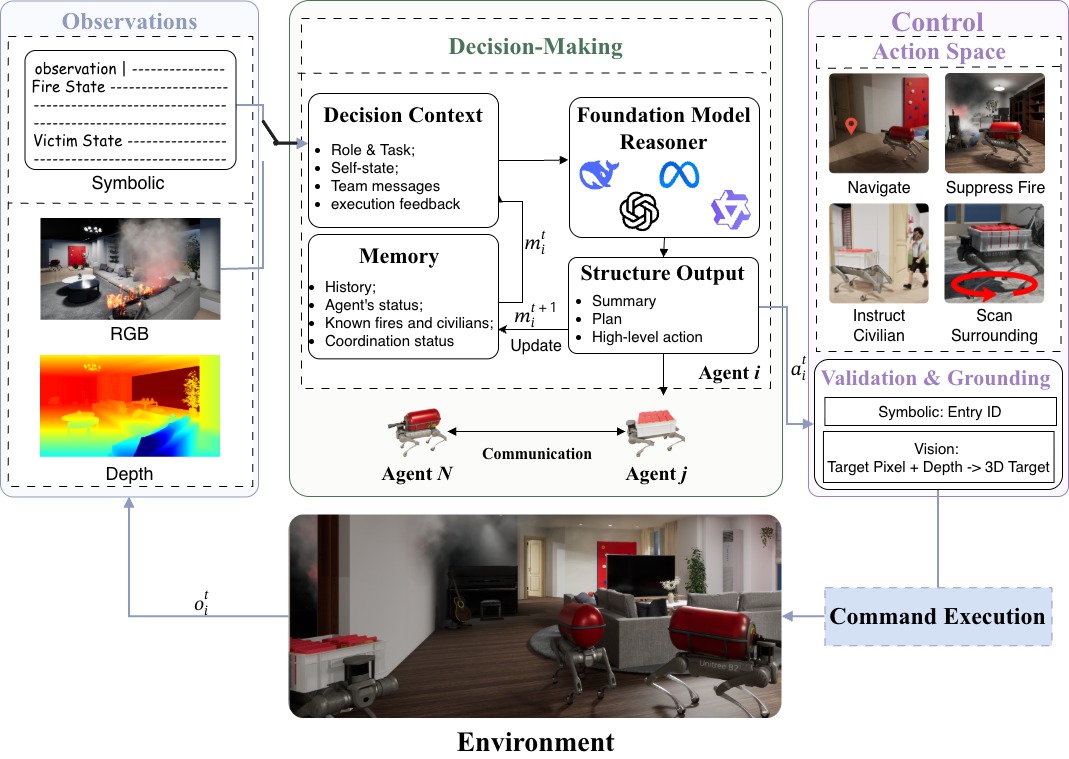 Observations
observation |
Fire State
Victim State
Symbolic
RGB
Depth
Decision-Making
Decision Context
• Role & Task;
• Self-state;
• Team messages
• execution feedback
Memory
• History;
• Agent's status;
• Known fires and civilians;
• Coordination status
m_i^t
m_i^{t+1}
Update
Foundation Model
Reasoner
Structure Output
• Summary
• Plan
• High-level action
Agent i
Agent N
Communication
Agent j
a_i^t
Control
Action Space
Navigate
Suppress Fire
Instruct
Civilian
Scan
Surrounding
Validation & Grounding
Symbolic: Entry ID
Vision:
Target Pixel + Depth -> 3D Target
Command Execution
o_i^t
Unitree B2
Environment